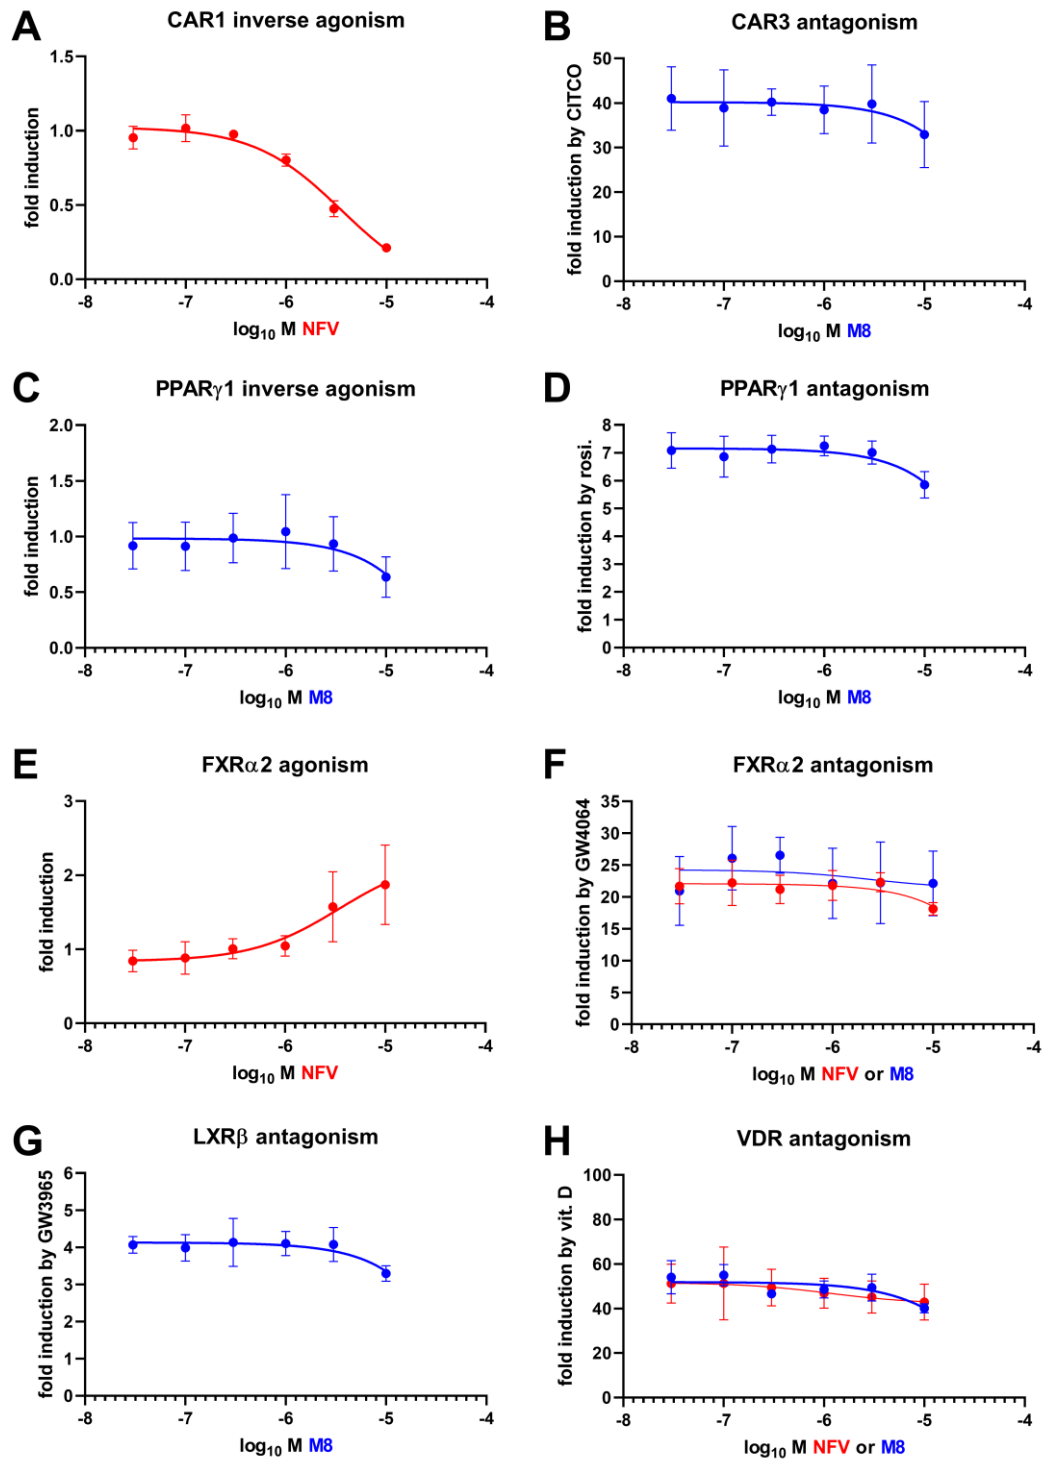 A
CAR1 inverse agonism
fold induction
1.5
1.0
0.5
0.0
-8
-7
-6
-5
-4
log10 M NFV
B
CAR3 antagonism
fold induction by CITCO
50
40
30
20
10
0
-8
-7
-6
-5
-4
log10 M M8
C
PPARγ1 inverse agonism
fold induction
2.0
1.5
1.0
0.5
0.0
-8
-7
-6
-5
-4
log10 M M8
D
PPARγ1 antagonism
fold induction by rosi.
8
7
6
5
4
3
2
1
0
-8
-7
-6
-5
-4
log10 M M8
E
FXRα2 agonism
fold induction
3
2
1
0
-8
-7
-6
-5
-4
log10 M NFV
F
FXRα2 antagonism
fold induction by GW4064
35
30
25
20
15
10
5
0
-8
-7
-6
-5
-4
log10 M NFV or M8
G
LXRβ antagonism
fold induction by GW3965
6
5
4
3
2
1
0
-8
-7
-6
-5
-4
log10 M M8
H
VDR antagonism
fold induction by vit. D
100
80
60
40
20
0
-8
-7
-6
-5
-4
log10 M NFV or M8